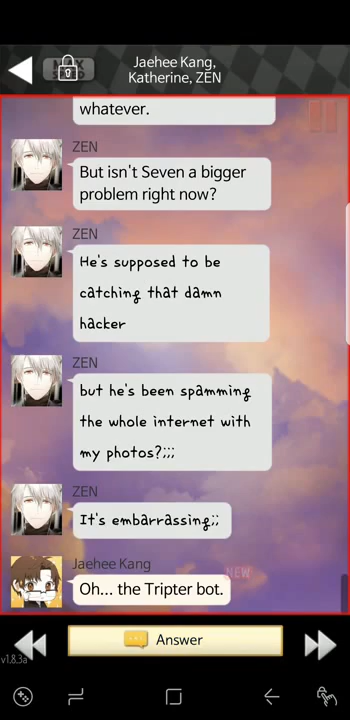 Jaehee Kang,
Katherine, ZEN
whatever.
ZEN
But isn't Seven a bigger
problem right now?
ZEN
He's supposed to be
catching that damn
hacker
ZEN
but he's been spamming
the whole internet with
my photos?;;;
ZEN
It's embarrassing;;
Jaehee Kang
NEW
Oh... the Tripter bot.
Answer
v1.8.3a